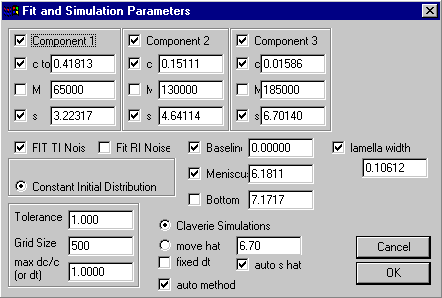 Fit and Simulation Parameters
Component 1 Component 2 Component 3
c to 0.41813 c 0.15111 c 0.01586
M 65000 M 130000 M 185000
s 3.22317 s 4.64114 s 6.70140
FIT TI Nois Fit RI Noise Baselin 0.00000 lamella width
Meniscus 6.1811 0.10612
Constant Initial Distribution
Bottom 7.1717
Tolerance 1.000
Claverie Simulations
Grid Size 500
move hat 6.70
Cancel
max dc/c
(or dt) 1.0000
fixed dt auto s hat
OK
auto method